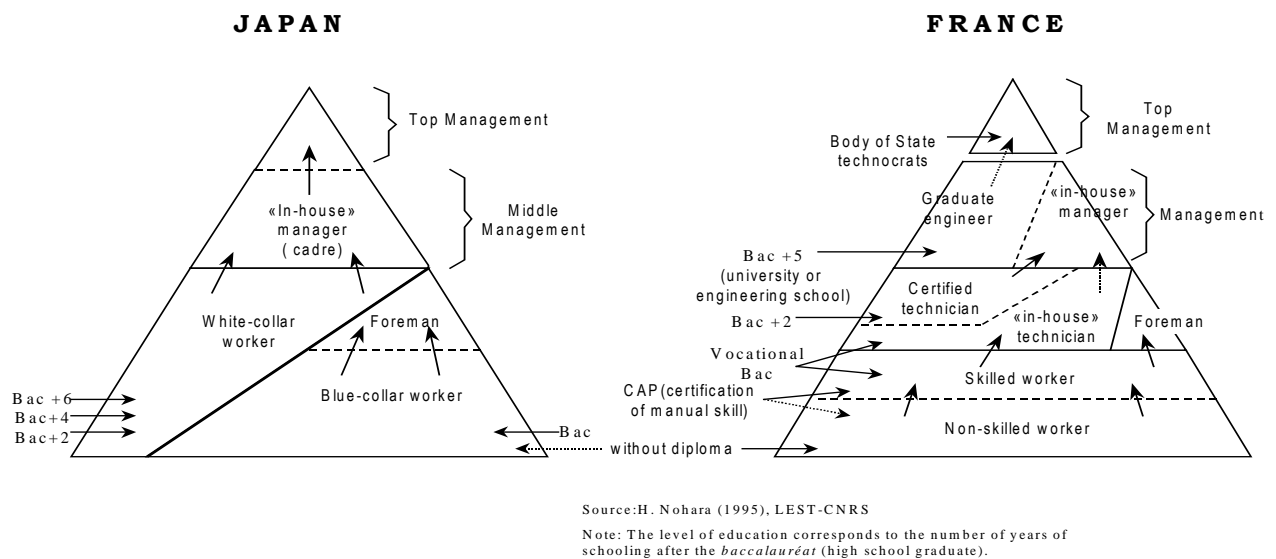 JAPAN
Top Management
«In-house»
manager
( cadre)
Middle
Management
White-collar
worker
Foreman
Blue-collar worker
Bac +6
Bac+4
Bac+2
Bac
without diploma
FRANCE
Top
Management
Body of State
technocrats
Graduate
engineer
«in-house»
manager
Management
Bac +5
(university or
engineering school)
Certified
technician
«in-house»
technician
Foreman
Bac +2
Vocational
Bac
Skilled worker
CAP(certification
of manual skill)
Non-skilled worker
Source:H. Nohara (1995), LEST-CNRS
Note: The level of education corresponds to the number of years of
schooling after the baccalauréat (high school graduate).